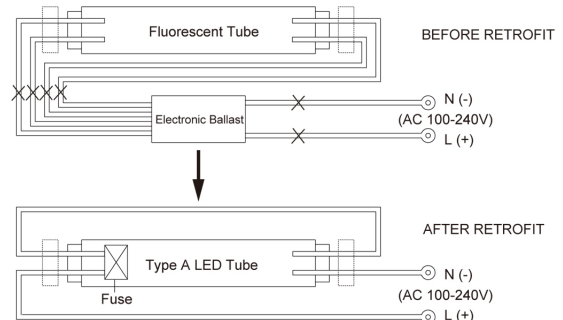 Fluorescent Tube
BEFORE RETROFIT
N (-)
Electronic Ballast
(AC 100-240V)
L (+)
AFTER RETROFIT
Type A LED Tube
N (-)
Fuse
(AC 100-240V)
L (+)